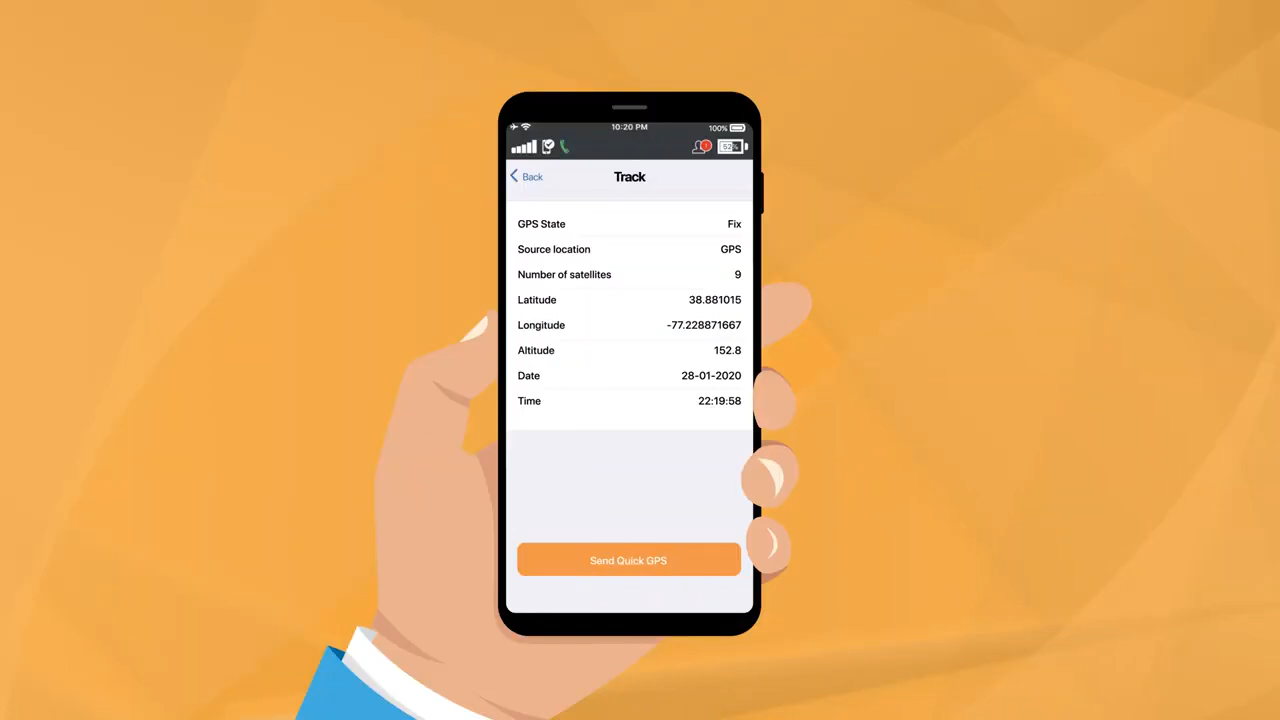 10:20 PM 100%
1 52%
Back Track
GPS State Fix
Source location GPS
Number of satellites 9
Latitude 38.881015
Longitude -77.228871667
Altitude 152.8
Date 28-01-2020
Time 22:19:58
Send Quick GPS